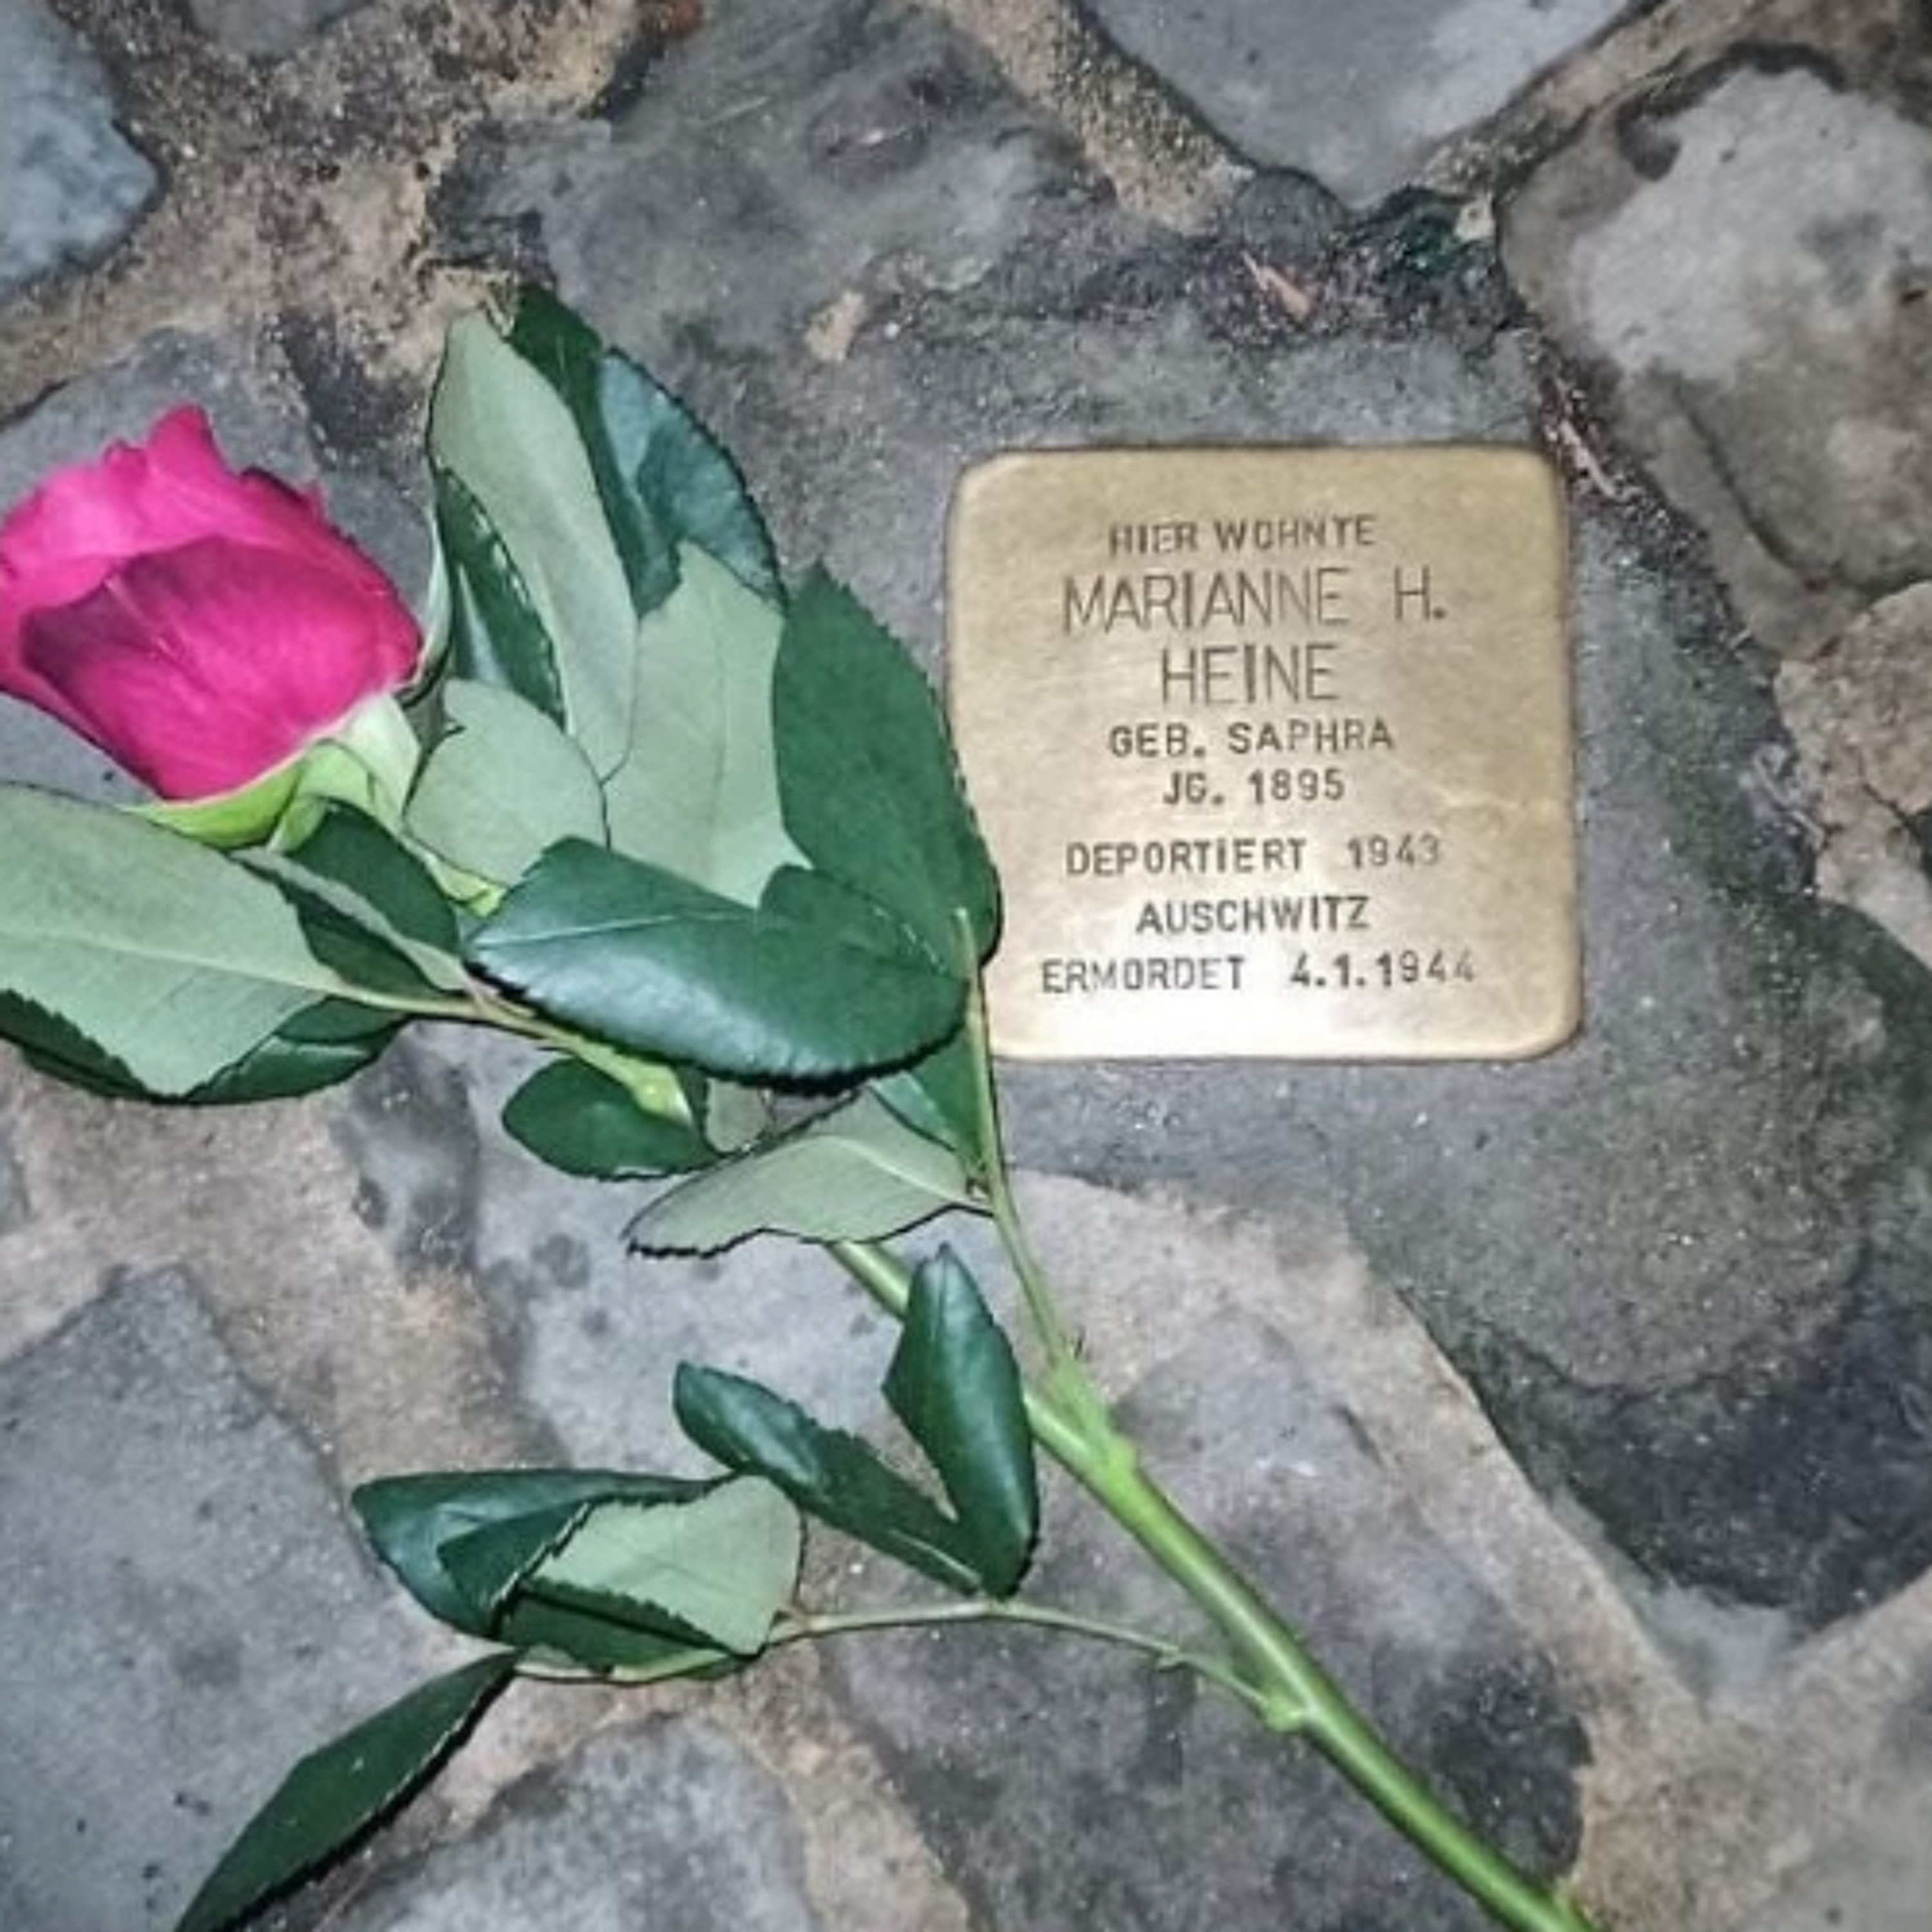 HIER WOHNTE
MARIANNE H.
HEINE
GEB. SAPHRA
JG. 1895
DEPORTIERT 1943
AUSCHWITZ
ERMORDET 4.1.1944